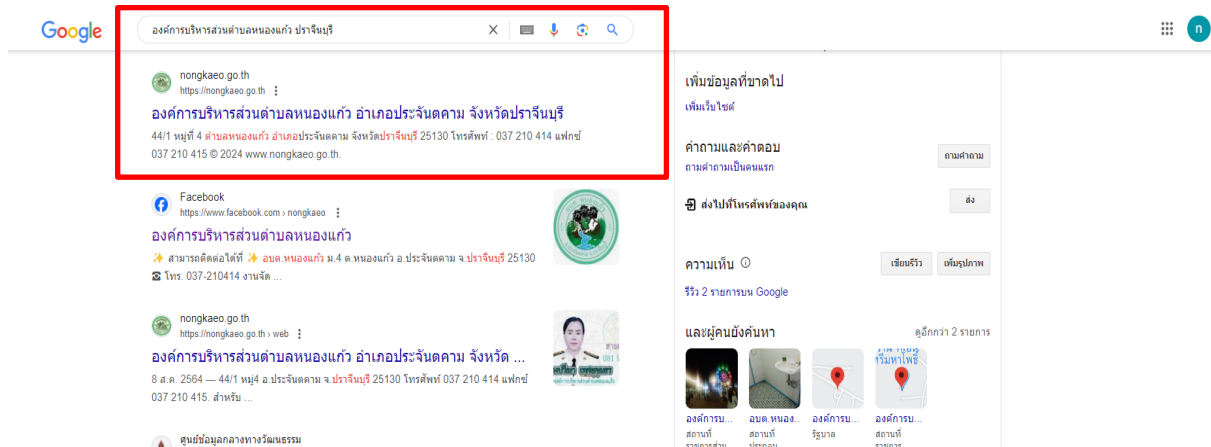 Google
องค์การบริหารส่วนตำบลหนองแก้ว ปราจีนบุรี
n
nongkaeo.go.th
https://nongkaeo.go.th
องค์การบริหารส่วนตำบลหนองแก้ว อำเภอประจันตคาม จังหวัดปราจีนบุรี
44/1 หมู่ที่ 4 ตำบลหนองแก้ว อำเภอประจันตคาม จังหวัดปราจีนบุรี 25130 โทรศัพท์ : 037 210 414 แฟกซ์
037 210 415 © 2024 www.nongkaeo.go.th.
Facebook
https://www.facebook.com › nongkaeo
องค์การบริหารส่วนตำบลหนองแก้ว
✨ สามารถติดต่อได้ที่ ✨ อบต.หนองแก้ว ม.4 ต.หนองแก้ว อ.ประจันตคาม จ.ปราจีนบุรี 25130
☎ โทร. 037-210414 งานจัด ...
nongkaeo.go.th
https://nongkaeo.go.th › web
องค์การบริหารส่วนตำบลหนองแก้ว อำเภอประจันตคาม จังหวัด ...
8 ส.ค. 2564 — 44/1 หมู่4 อ.ประจันตคาม จ.ปราจีนบุรี 25130 โทรศัพท์ 037 210 414 แฟกซ์
037 210 415. สำหรับ ...
ศูนย์ข้อมูลกลางทางวัฒนธรรม
เพิ่มข้อมูลที่ขาดไป
เพิ่มเว็บไซต์
คำถามและคำตอบ
ถามคำถาม
ถามคำถามเป็นคนแรก
ส่งไปที่โทรศัพท์ของคุณ
ส่ง
ความเห็น
เขียนรีวิว
เพิ่มรูปภาพ
รีวิว 2 รายการบน Google
และผู้คนยังค้นหา
ดูอีกกว่า 2 รายการ
องค์การบ...
อบต.หนอง..
องค์การบ...
องค์การบ...
สถานที่
สถานที่
รัฐบาล
สถานที่